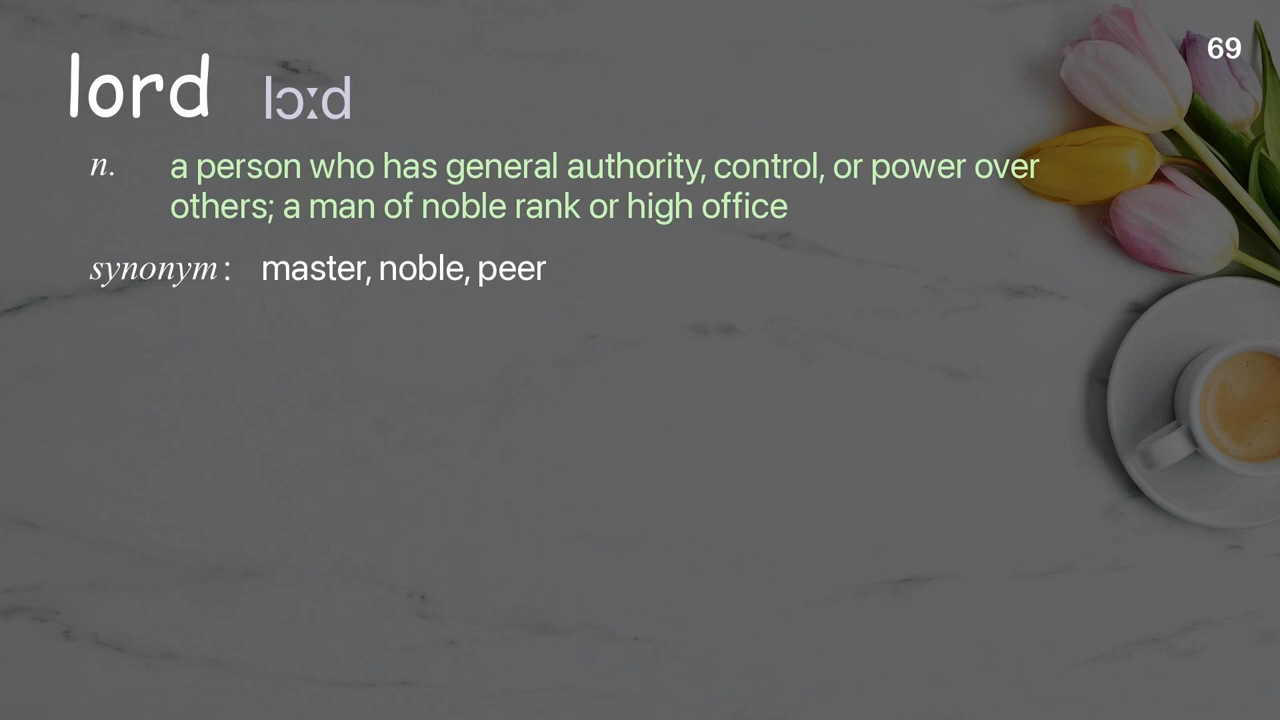 69
lord lɔːd
n. a person who has general authority, control, or power over
others; a man of noble rank or high office
synonym : master, noble, peer